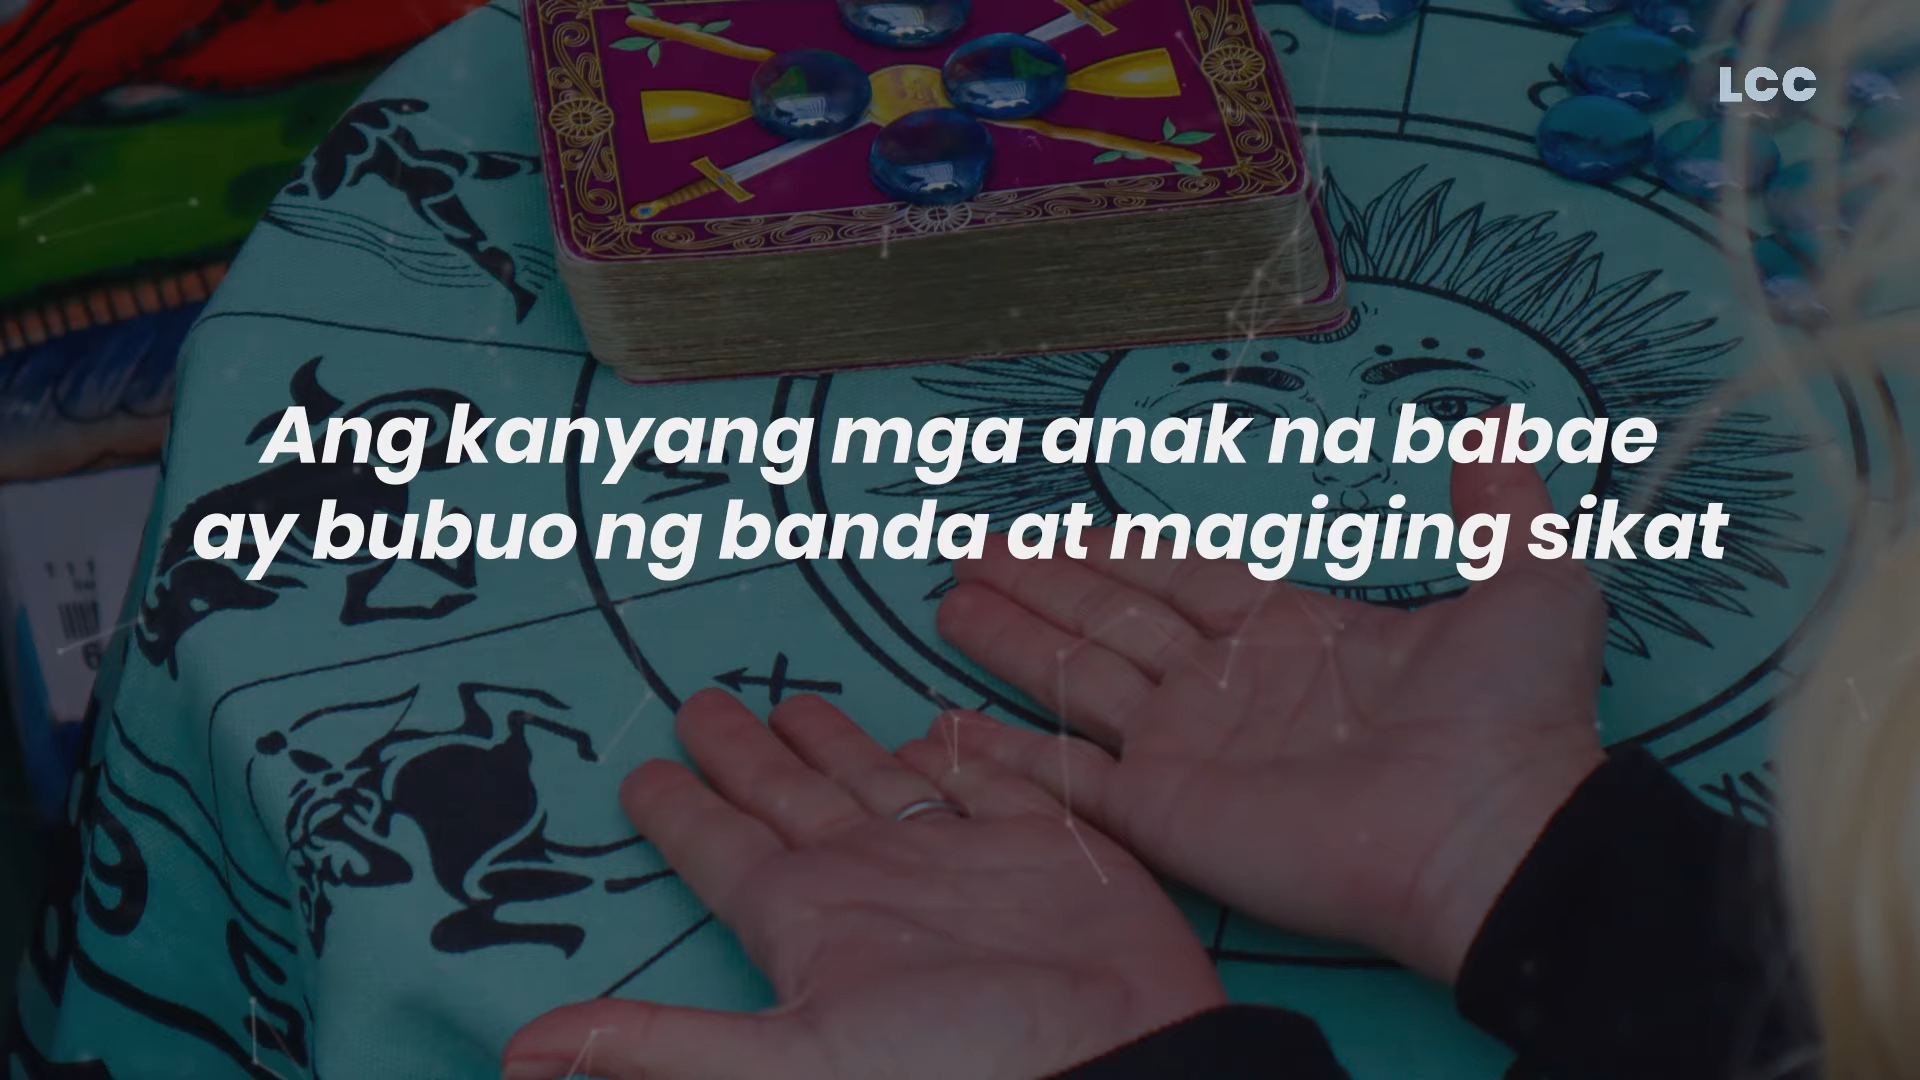 LCC
Ang kanyang mga anak na babae
ay bubuo ng banda at magiging sikat